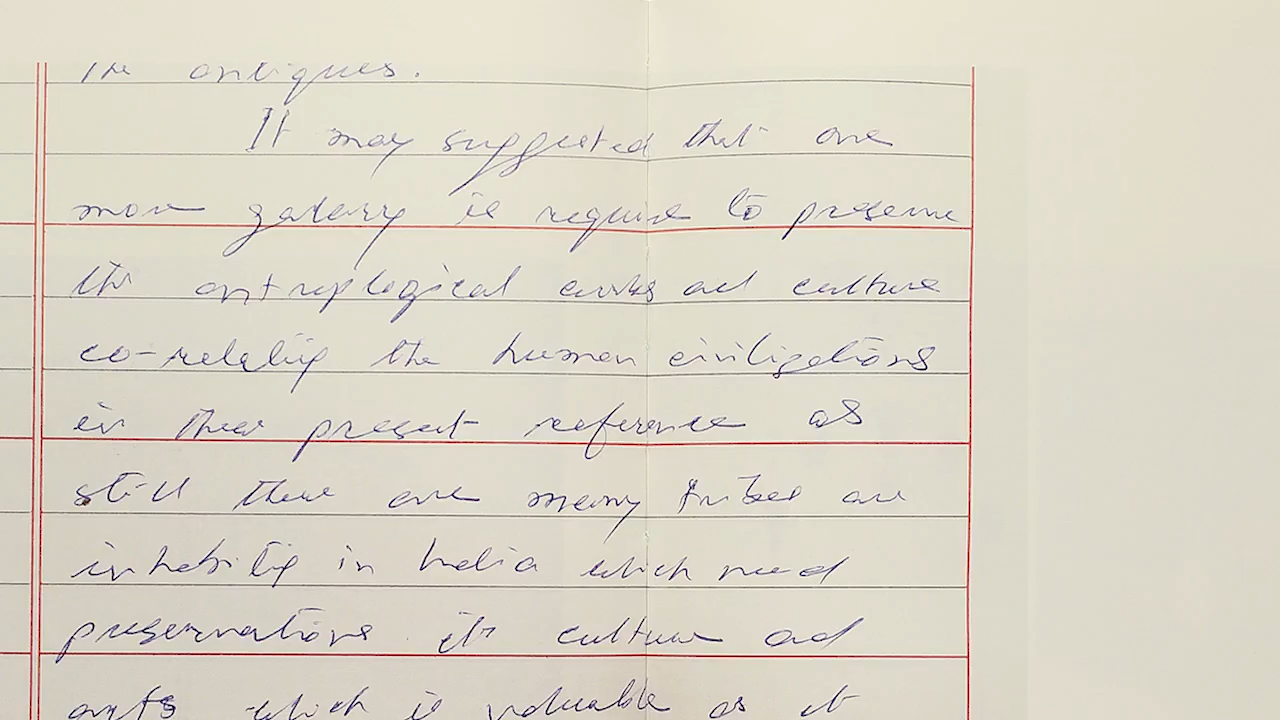 the antiques.
It may suggested that one
more galery is require to preserve
the antroplogical works and culture
co-relating the human civilizations
in their present reference as
still there are many tribes are
inhabiting in India which need
preservations its culture and
arts which is valuable as it